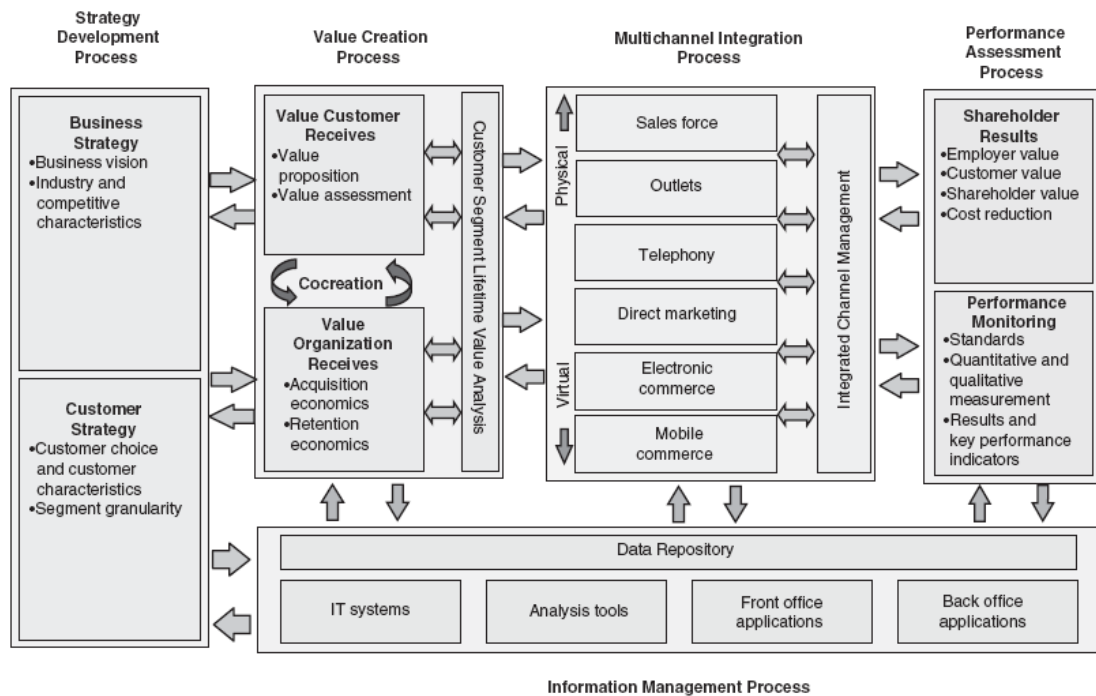 Strategy
Development
Process
Value Creation
Process
Multichannel Integration
Process
Performance
Assessment
Process
Business
Strategy
•Business vision
•Industry and
competitive
characteristics
Customer
Strategy
•Customer choice
and customer
characteristics
•Segment granularity
Value Customer
Receives
•Value
proposition
•Value assessment
Cocreation
Value
Organization
Receives
•Acquisition
economics
•Retention
economics
Customer Segment Lifetime Value Analysis
Physical
Virtual
Sales force
Outlets
Telephony
Direct marketing
Electronic
commerce
Mobile
commerce
Integrated Channel Management
Shareholder
Results
•Employer value
•Customer value
•Shareholder value
•Cost reduction
Performance
Monitoring
•Standards
•Quantitative and
qualitative
measurement
•Results and
key performance
indicators
Data Repository
IT systems
Analysis tools
Front office
applications
Back office
applications
Information Management Process